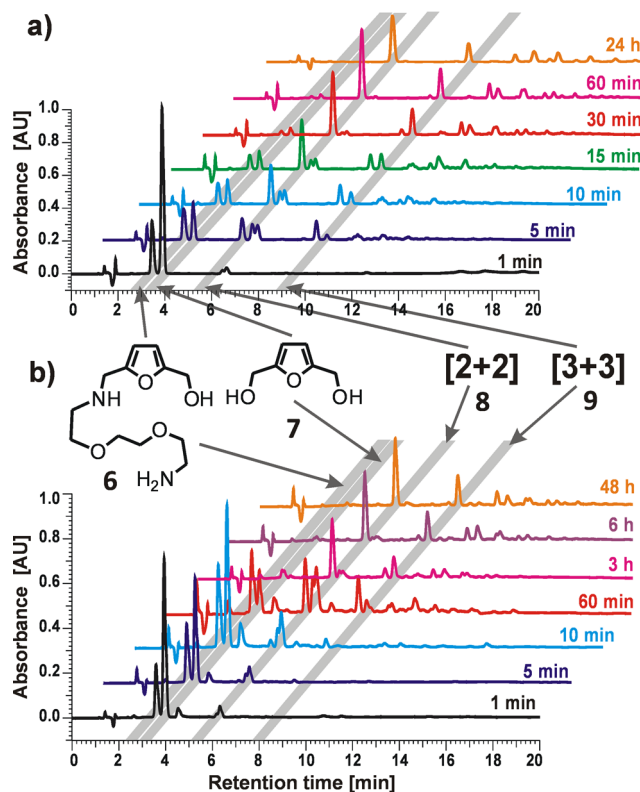 a)
24 h
60 min
30 min
15 min
10 min
5 min
1 min
Absorbance [AU]
1.0
0.8
0.6
0.4
0.2
0.0
0 2 4 6 8 10 12 14 16 18 20
b)
O
N
H
OH
O
O
H2N
6
O
HO
OH
7
[2+2]
8
[3+3]
9
48 h
6 h
3 h
60 min
10 min
5 min
1 min
Absorbance [AU]
1.0
0.8
0.6
0.4
0.2
0.0
0 2 4 6 8 10 12 14 16 18 20
Retention time [min]